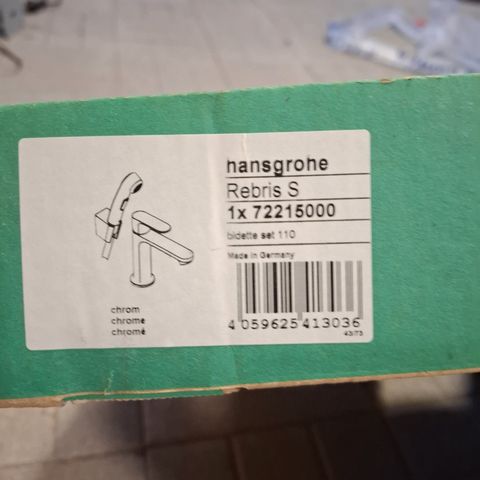 hansgrohe
Rebris S
1x 72215000
bidette set 110
Made in Germany
4 059625 413036
chrom
chrome
chromé